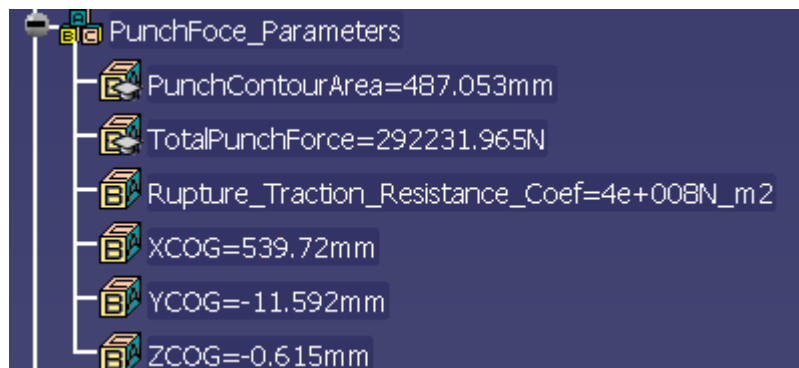 PunchFoce_Parameters
PunchContourArea=487.053mm
TotalPunchForce=292231.965N
Rupture_Traction_Resistance_Coef=4e+008N_m2
XCOG=539.72mm
YCOG=-11.592mm
ZCOG=-0.615mm